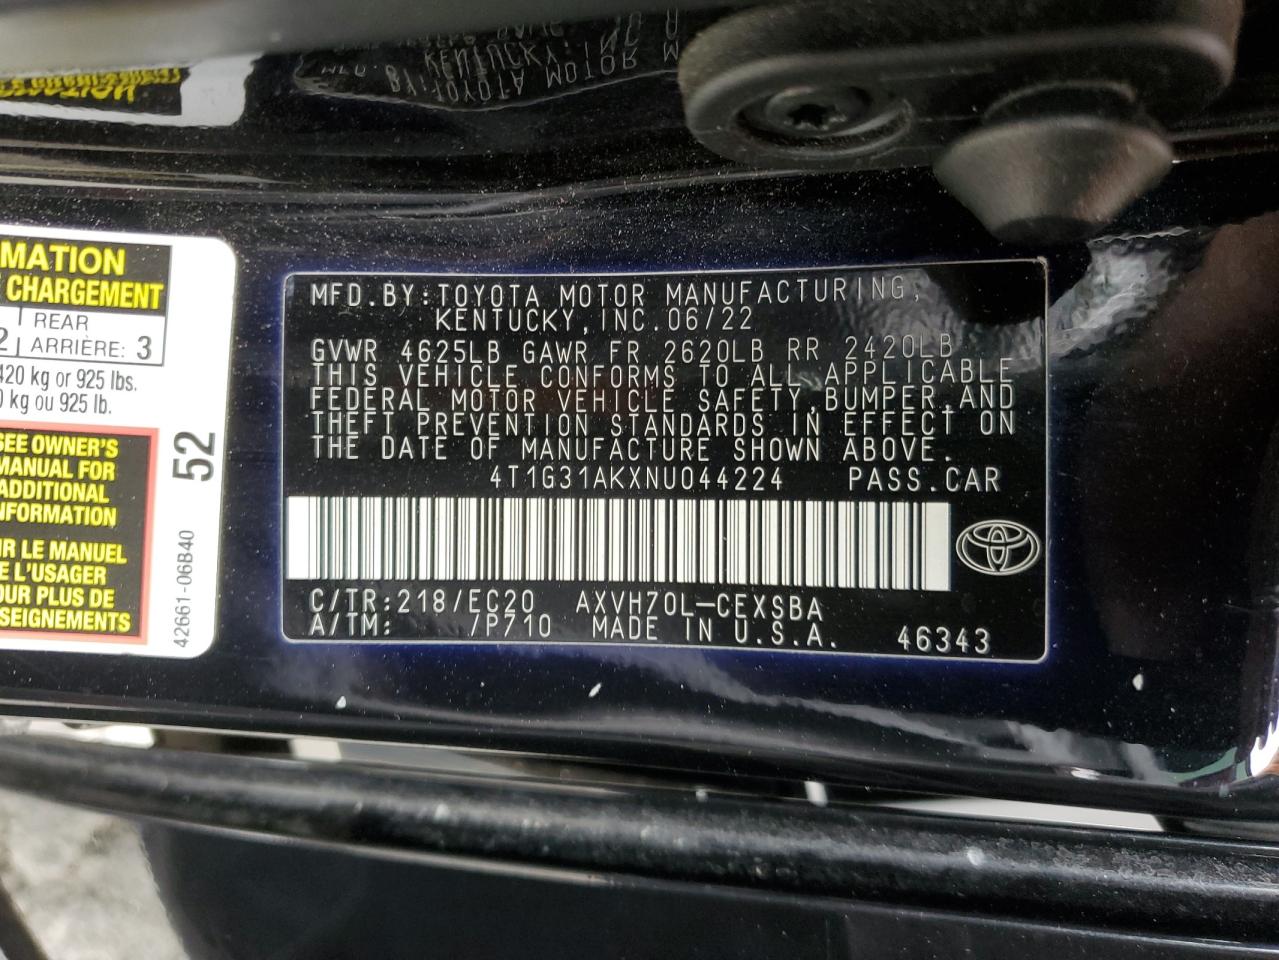 MATION
CHARGEMENT
2 REAR
ARRIÈRE: 3
420 kg or 925 lbs.
0 kg ou 925 lb.
SEE OWNER'S
MANUAL FOR
ADDITIONAL
INFORMATION
R LE MANUEL
E L'USAGER
POUR PLUS DE
SEIGNEMENTS
52
42661-06B40
MFD.BY:TOYOTA MOTOR MANUFACTURING,
KENTUCKY,INC.06/22
GVWR 4625LB GAWR FR 2620LB RR 2420LB
THIS VEHICLE CONFORMS TO ALL APPLICABLE
FEDERAL MOTOR VEHICLE SAFETY,BUMPER,AND
THEFT PREVENTION STANDARDS IN EFFECT ON
THE DATE OF MANUFACTURE SHOWN ABOVE.
4T1G31AKXNU044224 PASS.CAR
C/TR:218/EC20 AXVH70L-CEXSBA
A/TM: /P710 MADE IN U.S.A. 46343